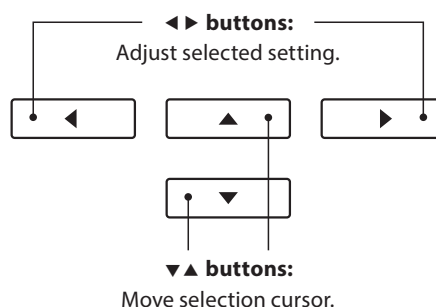 ◀ ▶ buttons:
Adjust selected setting.
◀
▲
▶
▼
▼▲ buttons:
Move selection cursor.